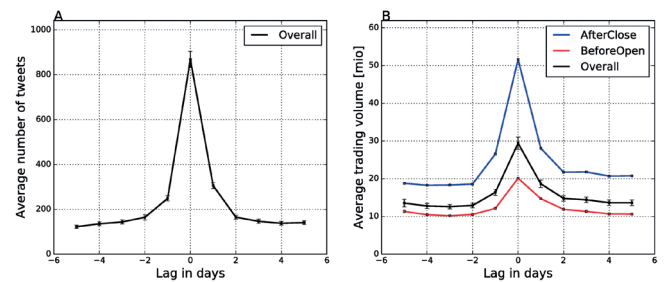 A
Overall
Average number of tweets
1000
800
600
400
200
0
−6
−4
−2
0
2
4
6
Lag in days
B
AfterClose
BeforeOpen
Overall
Average trading volume [mio]
60
50
40
30
20
10
0
−6
−4
−2
0
2
4
6
Lag in days